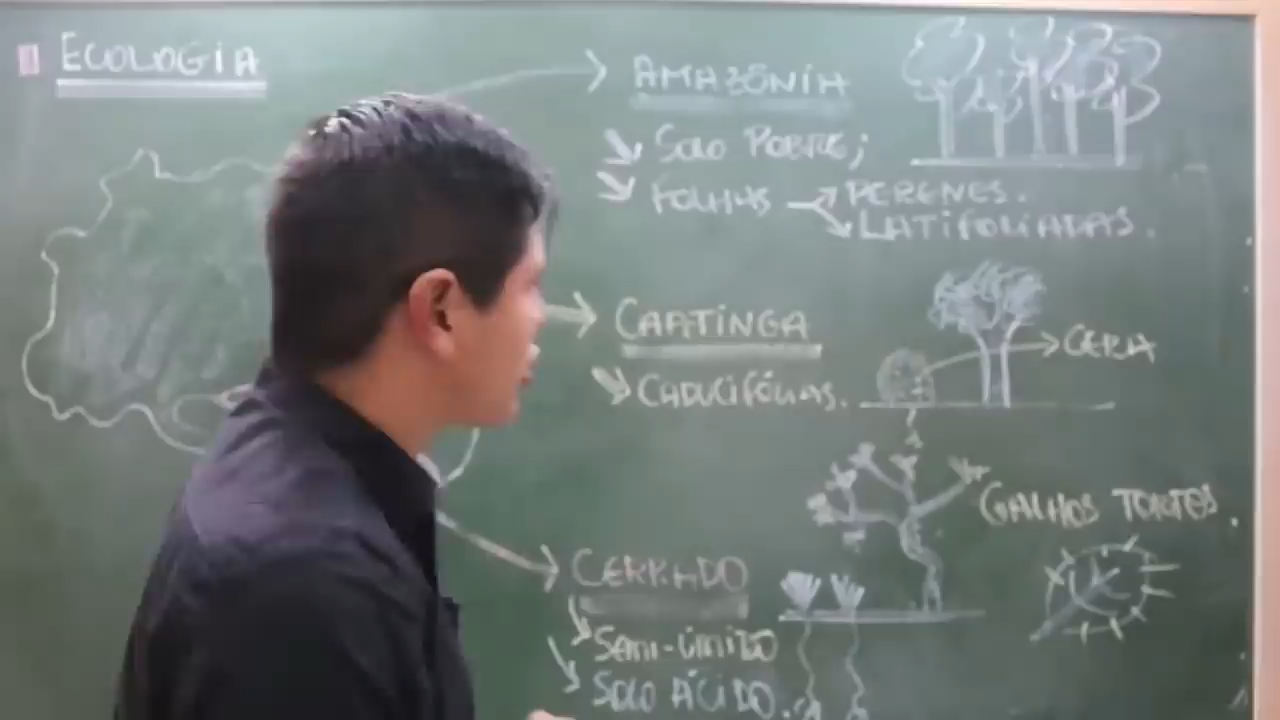 ECOLOGIA
AMAZÔNIA
SOLO POBRE;
FOLHAS PERENES.
LATIFOLIADAS.
CAATINGA
CERA
CADUCIFÓLIAS.
GALHOS TORTOS.
CERRADO
SEMI-ÚMIDO
SOLO ÁCIDO.